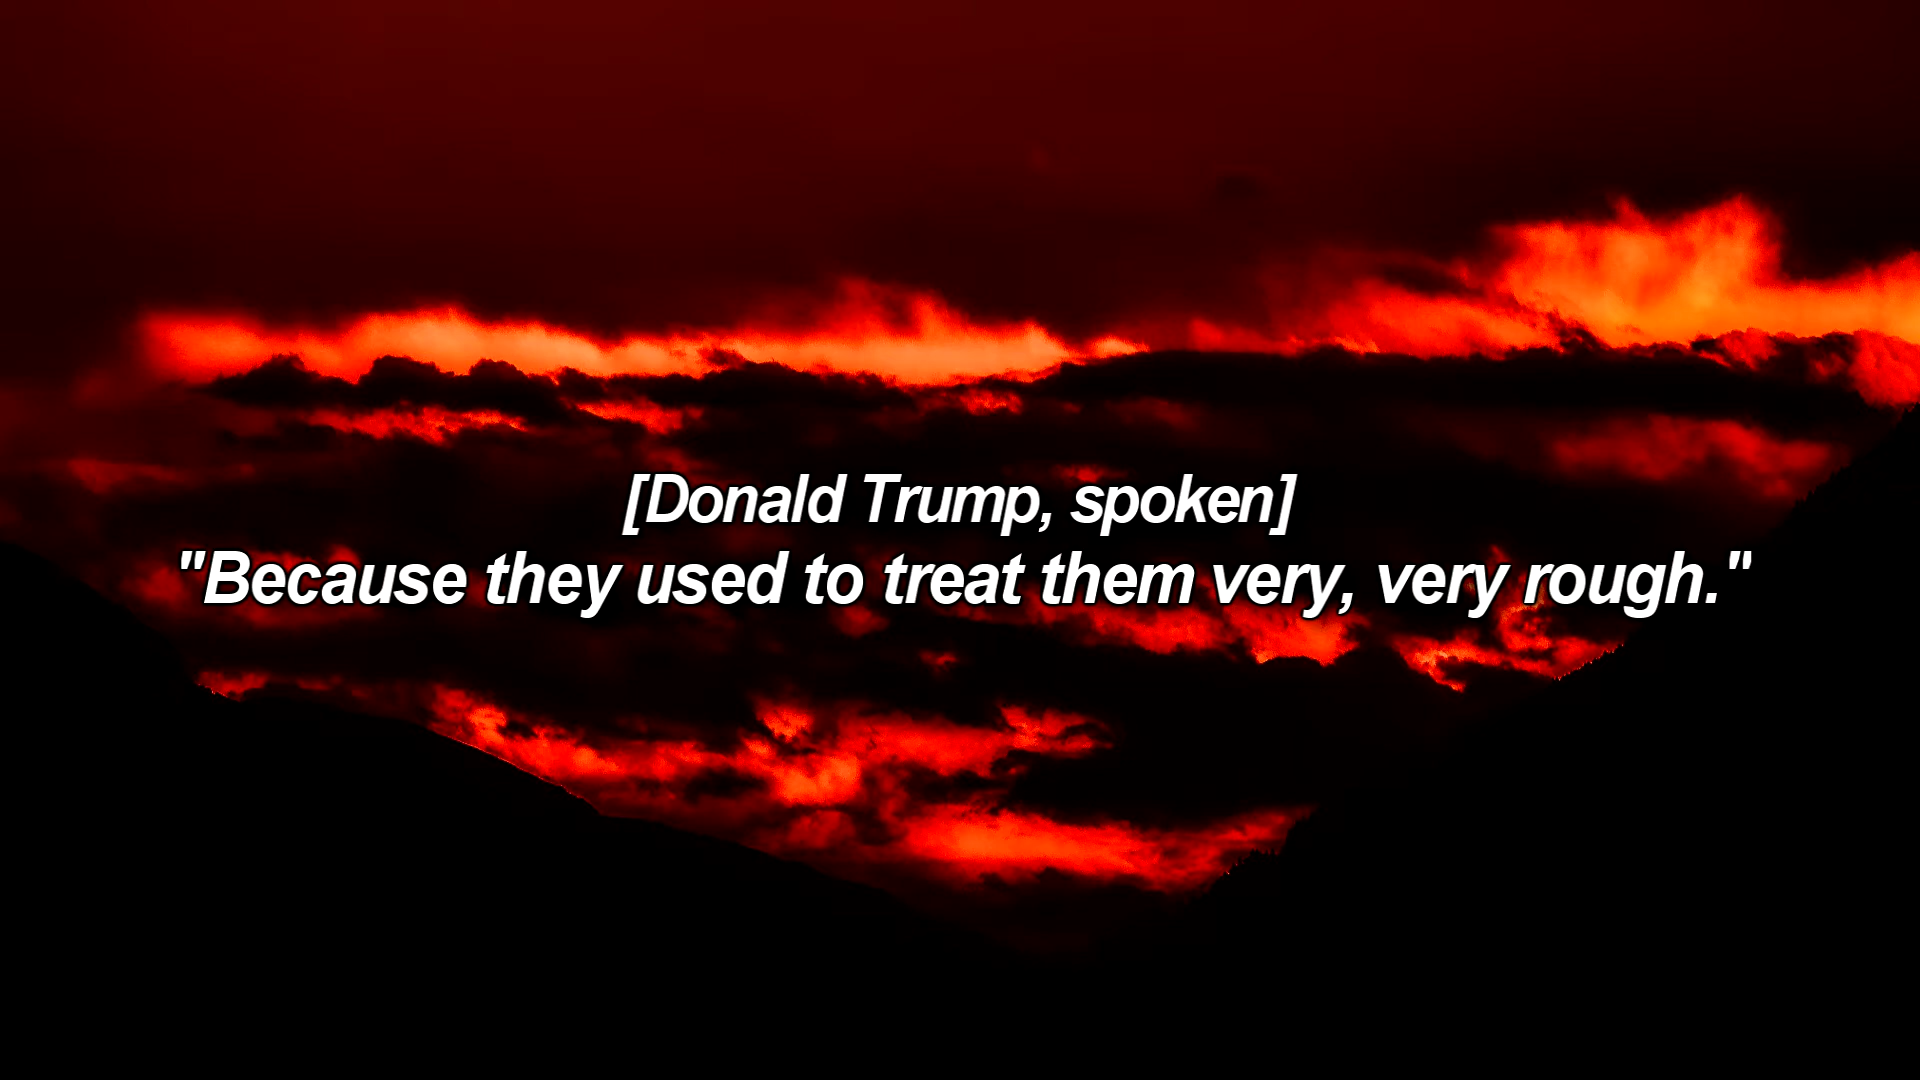 [Donald Trump, spoken]
"Because they used to treat them very, very rough."